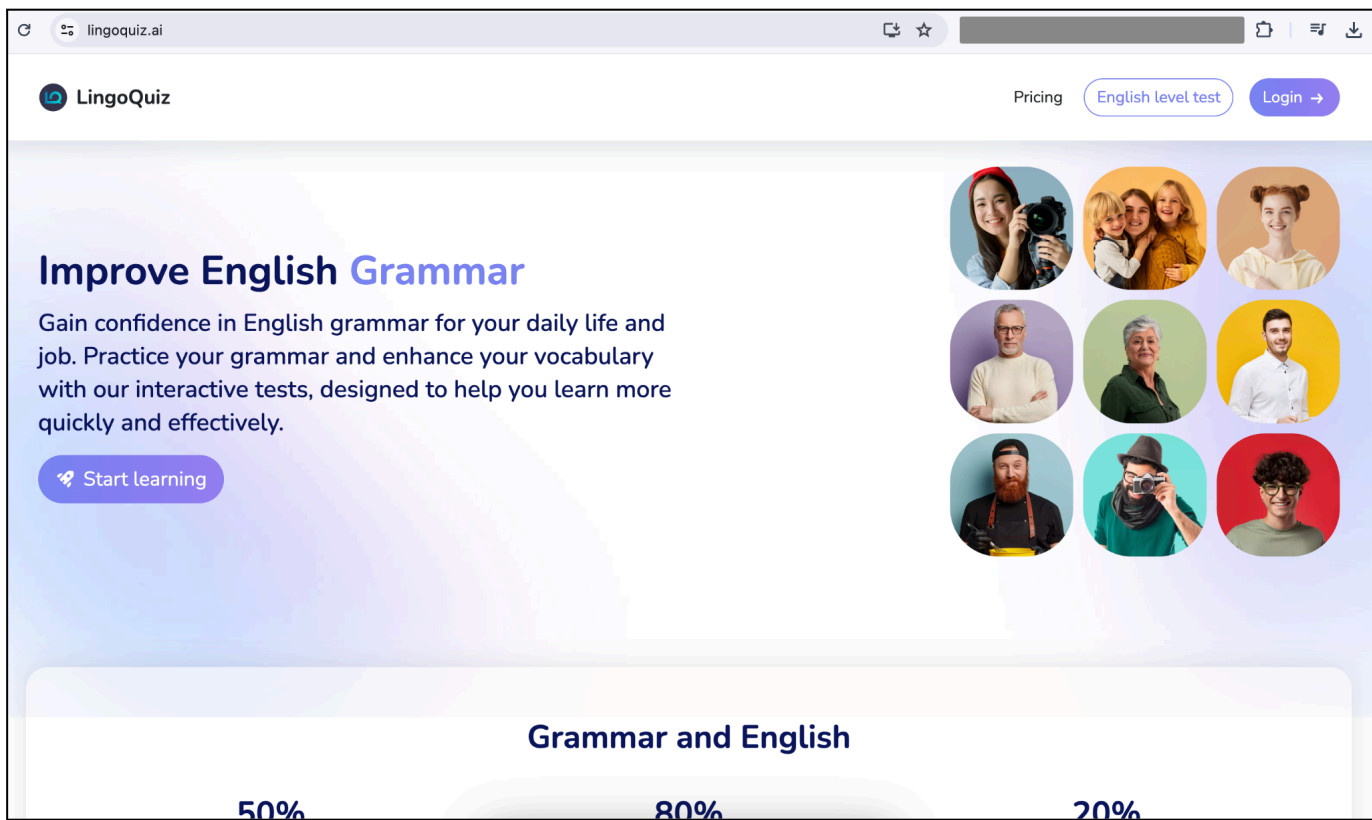 lingoquiz.ai
LingoQuiz
Pricing
English level test
Login →
Improve English Grammar
Gain confidence in English grammar for your daily life and
job. Practice your grammar and enhance your vocabulary
with our interactive tests, designed to help you learn more
quickly and effectively.
Start learning
Grammar and English
50%
80%
20%